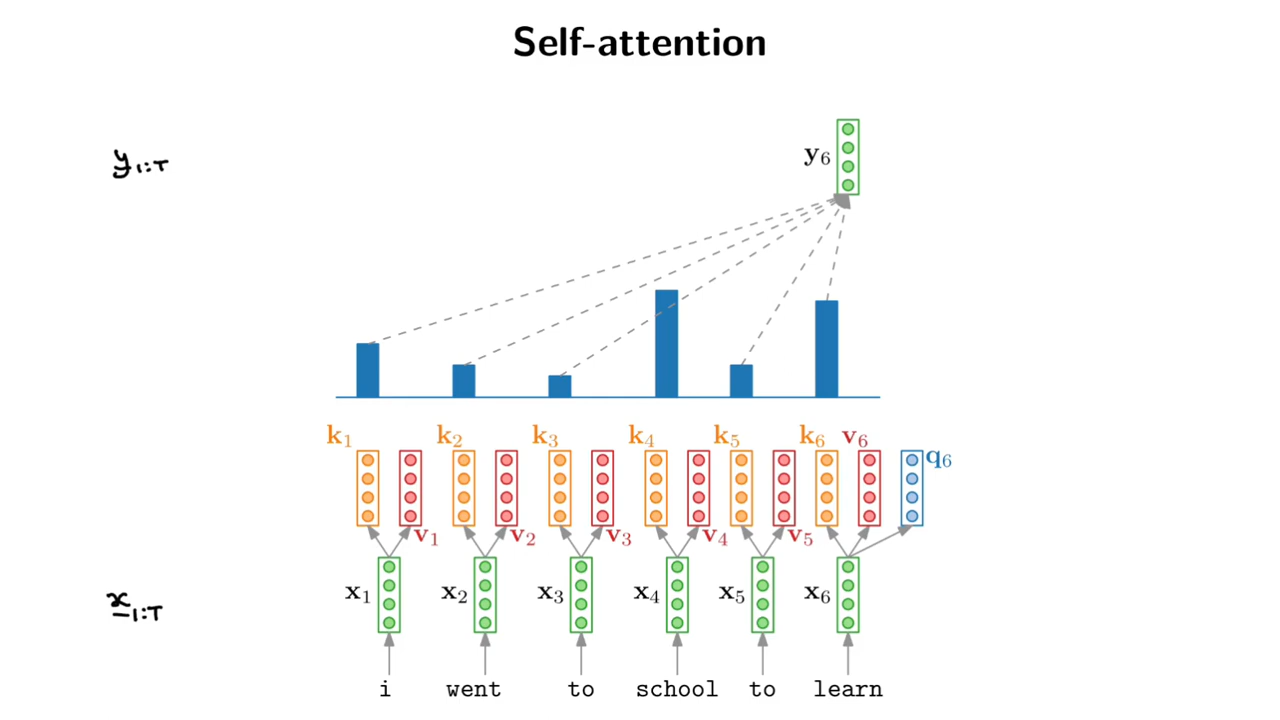 Self-attention
y₁:T
y₆
k₁ k₂ k₃ k₄ k₅ k₆ v₆ q₆
v₁ v₂ v₃ v₄ v₅
x₁ x₂ x₃ x₄ x₅ x₆
x₁:T
i went to school to learn